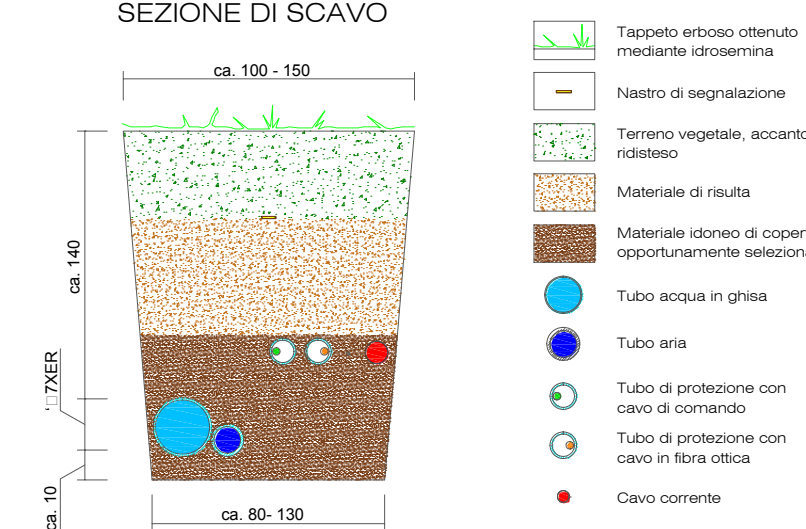 SEZIONE DI SCAVO
ca. 100 - 150
ca. 140
'□7XER
ca. 10
ca. 80- 130
Tappeto erboso ottenuto
mediante idrosemina
Nastro di segnalazione
Terreno vegetale, accanto
ridisteso
Materiale di risulta
Materiale idoneo di coper
opportunamente seleziona
Tubo acqua in ghisa
Tubo aria
Tubo di protezione con
cavo di comando
Tubo di protezione con
cavo in fibra ottica
Cavo corrente